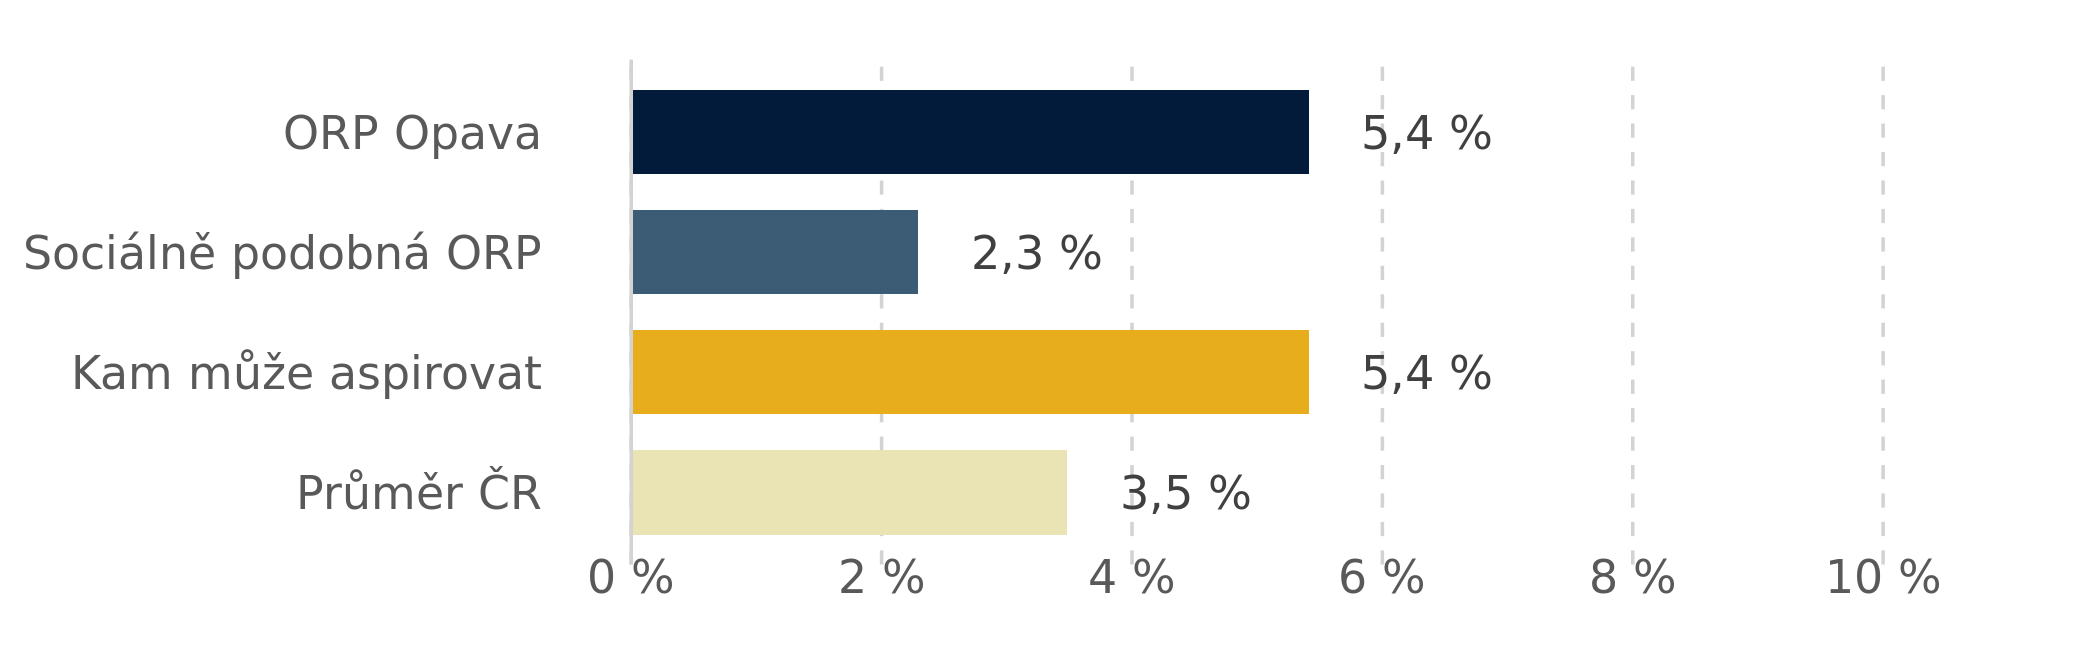 ORP Opava
5,4 %
Sociálně podobná ORP
2,3 %
Kam může aspirovat
5,4 %
Průměr ČR
3,5 %
0 % 2 % 4 % 6 % 8 % 10 %